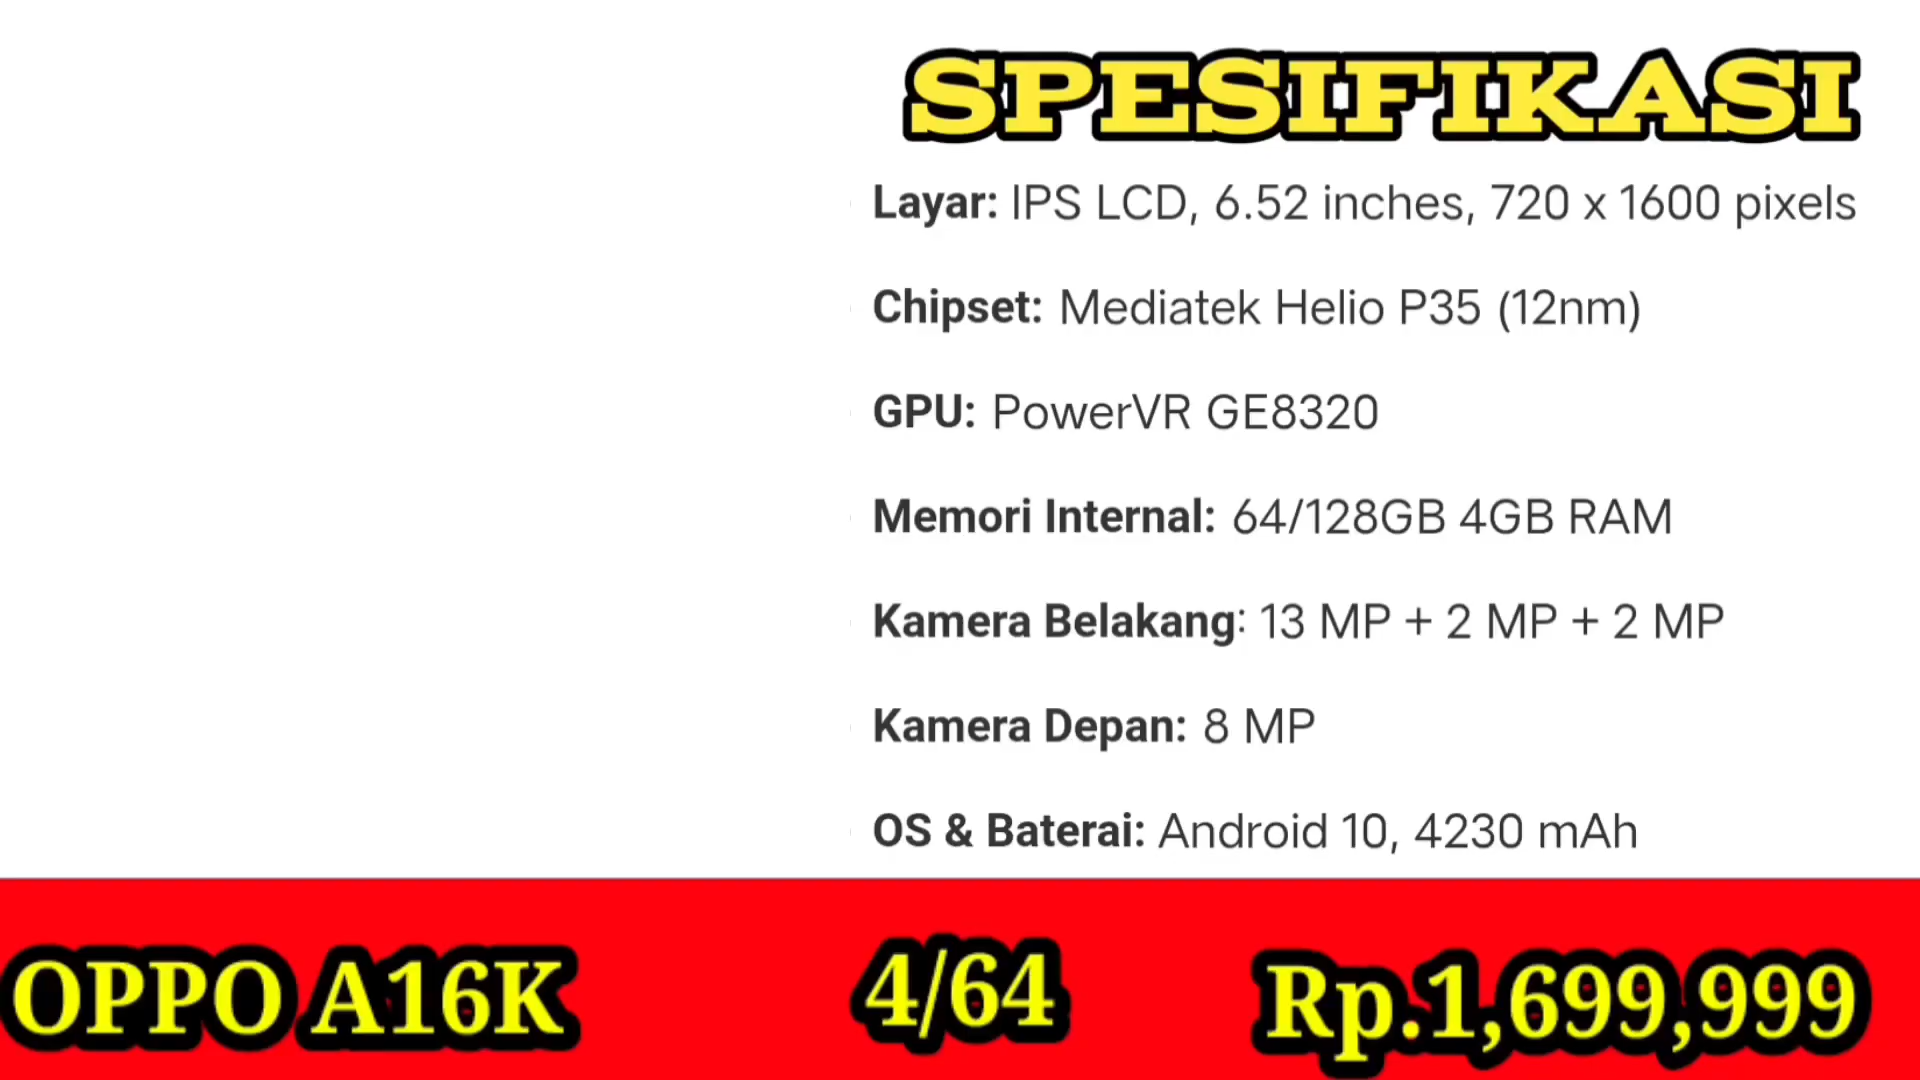 SPESIFIKASI
Layar: IPS LCD, 6.52 inches, 720 x 1600 pixels
Chipset: Mediatek Helio P35 (12nm)
GPU: PowerVR GE8320
Memori Internal: 64/128GB 4GB RAM
Kamera Belakang: 13 MP + 2 MP + 2 MP
Kamera Depan: 8 MP
OS & Baterai: Android 10, 4230 mAh
OPPO A16K 4/64 Rp.1,699,999